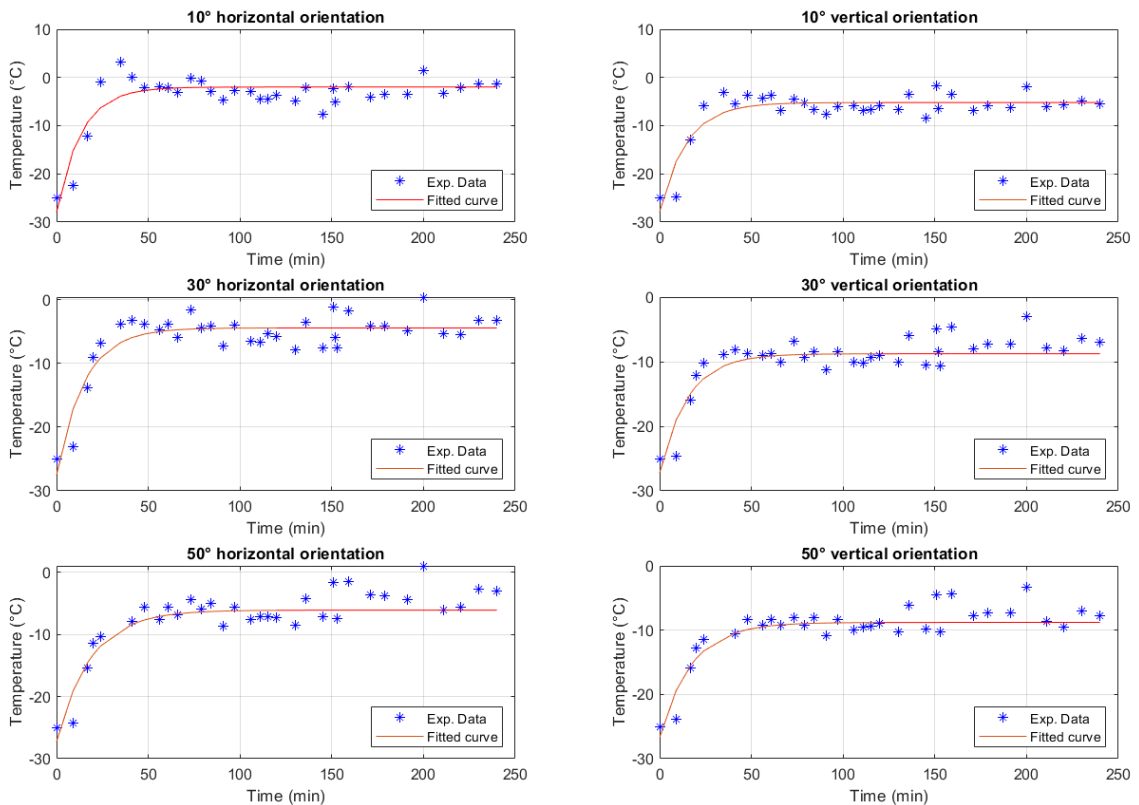 10° horizontal orientation
10
0
-10
-20
-30
Temperature (°C)
0
50
100
150
200
250
Time (min)
Exp. Data
Fitted curve
10° vertical orientation
10
0
-10
-20
-30
Temperature (°C)
0
50
100
150
200
250
Time (min)
Exp. Data
Fitted curve
30° horizontal orientation
0
-10
-20
-30
Temperature (°C)
0
50
100
150
200
250
Time (min)
Exp. Data
Fitted curve
30° vertical orientation
0
-10
-20
-30
Temperature (°C)
0
50
100
150
200
250
Time (min)
Exp. Data
Fitted curve
50° horizontal orientation
0
-10
-20
-30
Temperature (°C)
0
50
100
150
200
250
Time (min)
Exp. Data
Fitted curve
50° vertical orientation
0
-10
-20
-30
Temperature (°C)
0
50
100
150
200
250
Time (min)
Exp. Data
Fitted curve